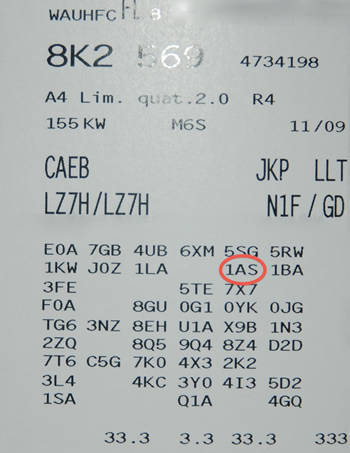 WAUHFC FL 8
8K2 569 4734198
A4 Lim. quat.2.0 R4
155 KW M6S 11/09
CAEB JKP LLT
LZ7H/LZ7H N1F / GD
E0A 7GB 4UB 6XM 5SG 5RW
1KW J0Z 1LA 1AS 1BA
3FE 5TE 7X7
F0A 8GU 0G1 0YK 0JG
TG6 3NZ 8EH U1A X9B 1N3
2ZQ 8Q5 9Q4 8Z4 D2D
7T6 C5G 7K0 4X3 2K2
3L4 4KC 3Y0 4I3 5D2
1SA Q1A 4GQ
33.3 3.3 33.3 333